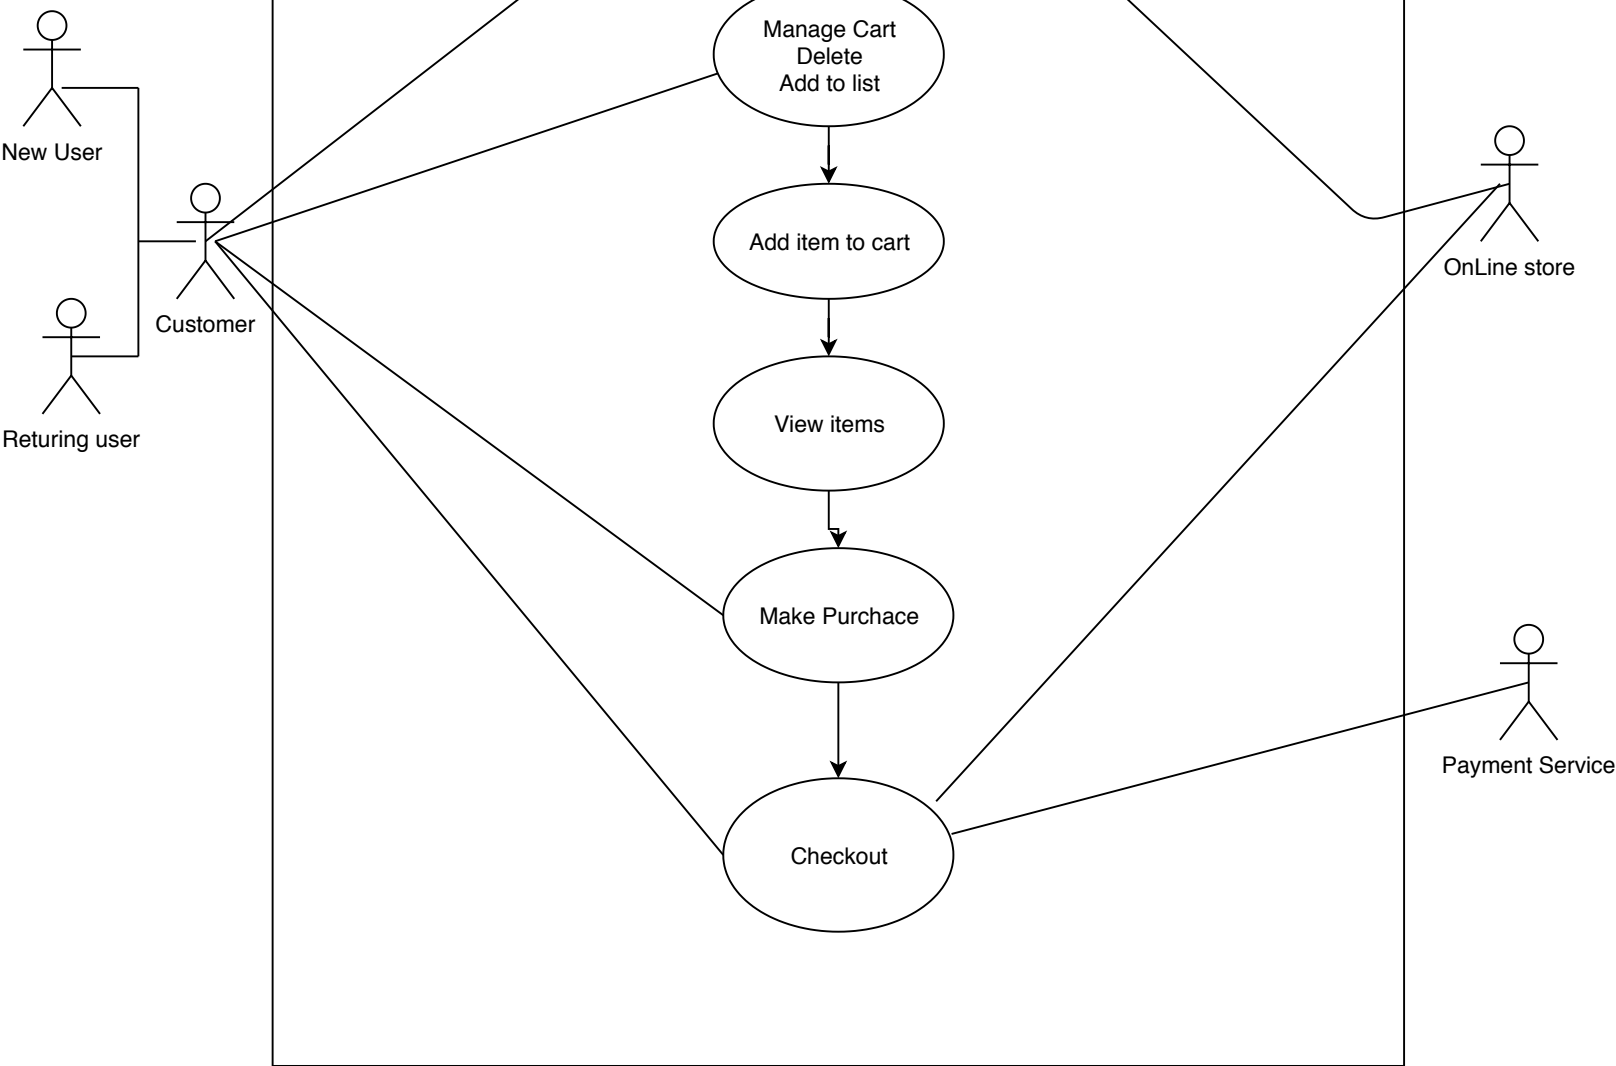 Manage Cart
Delete
Add to list
New User
Add item to cart
OnLine store
Customer
View items
Returing user
Make Purchace
Payment Service
Checkout